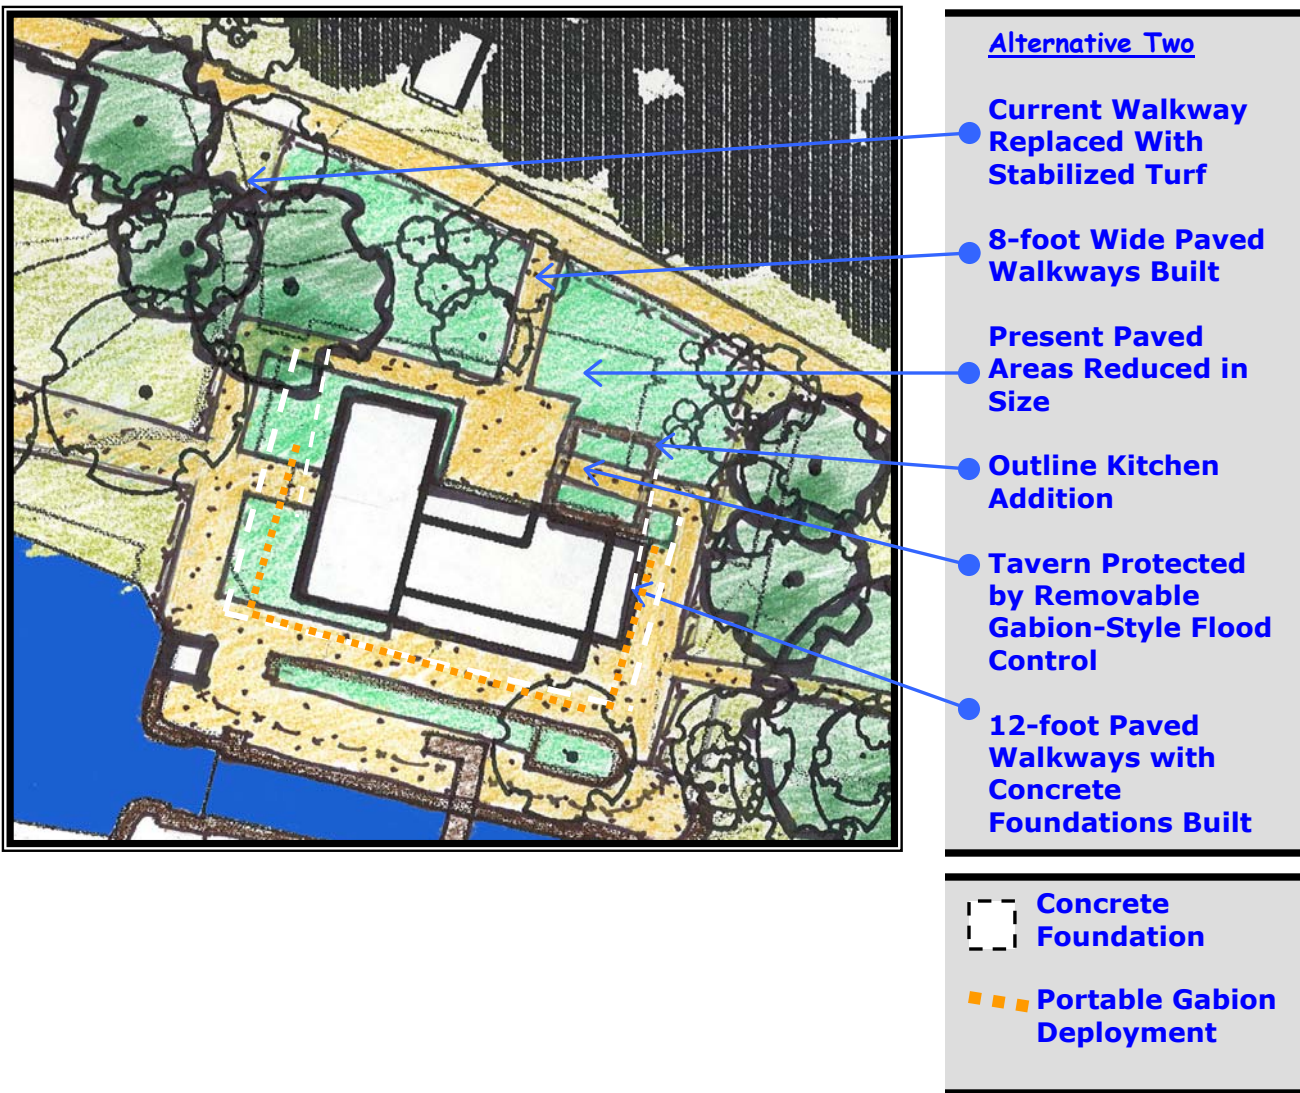 Alternative Two
Current Walkway
Replaced With
Stabilized Turf
8-foot Wide Paved
Walkways Built
Present Paved
Areas Reduced in
Size
Outline Kitchen
Addition
Tavern Protected
by Removable
Gabion-Style Flood
Control
12-foot Paved
Walkways with
Concrete
Foundations Built
Concrete
Foundation
Portable Gabion
Deployment